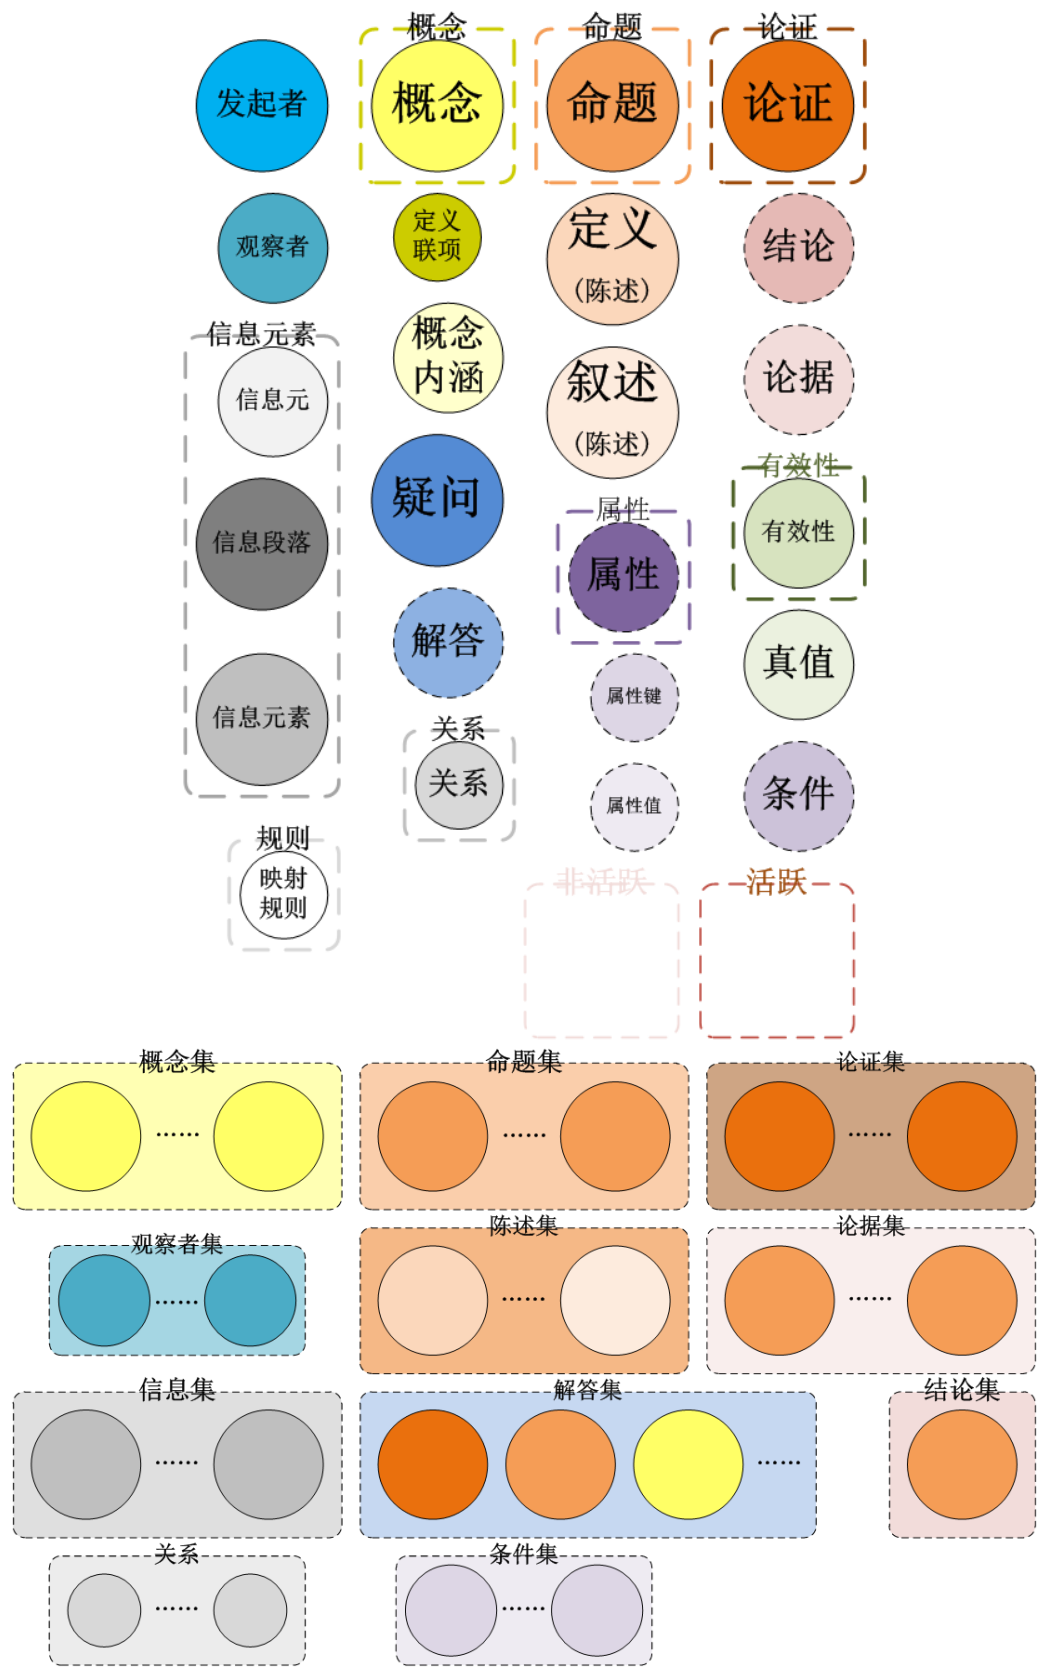 概念
命题
论证
发起者
概念
命题
论证
观察者
定义
联项
定义
(陈述)
结论
信息元素
信息元
概念
内涵
叙述
(陈述)
论据
疑问
属性
属性
有效性
有效性
信息段落
解答
属性键
真值
信息元素
关系
关系
属性值
条件
规则
映射
规则
非活跃
活跃
概念集
……
命题集
……
论证集
……
观察者集
……
陈述集
……
论据集
……
信息集
……
解答集
……
结论集
关系
……
条件集
……